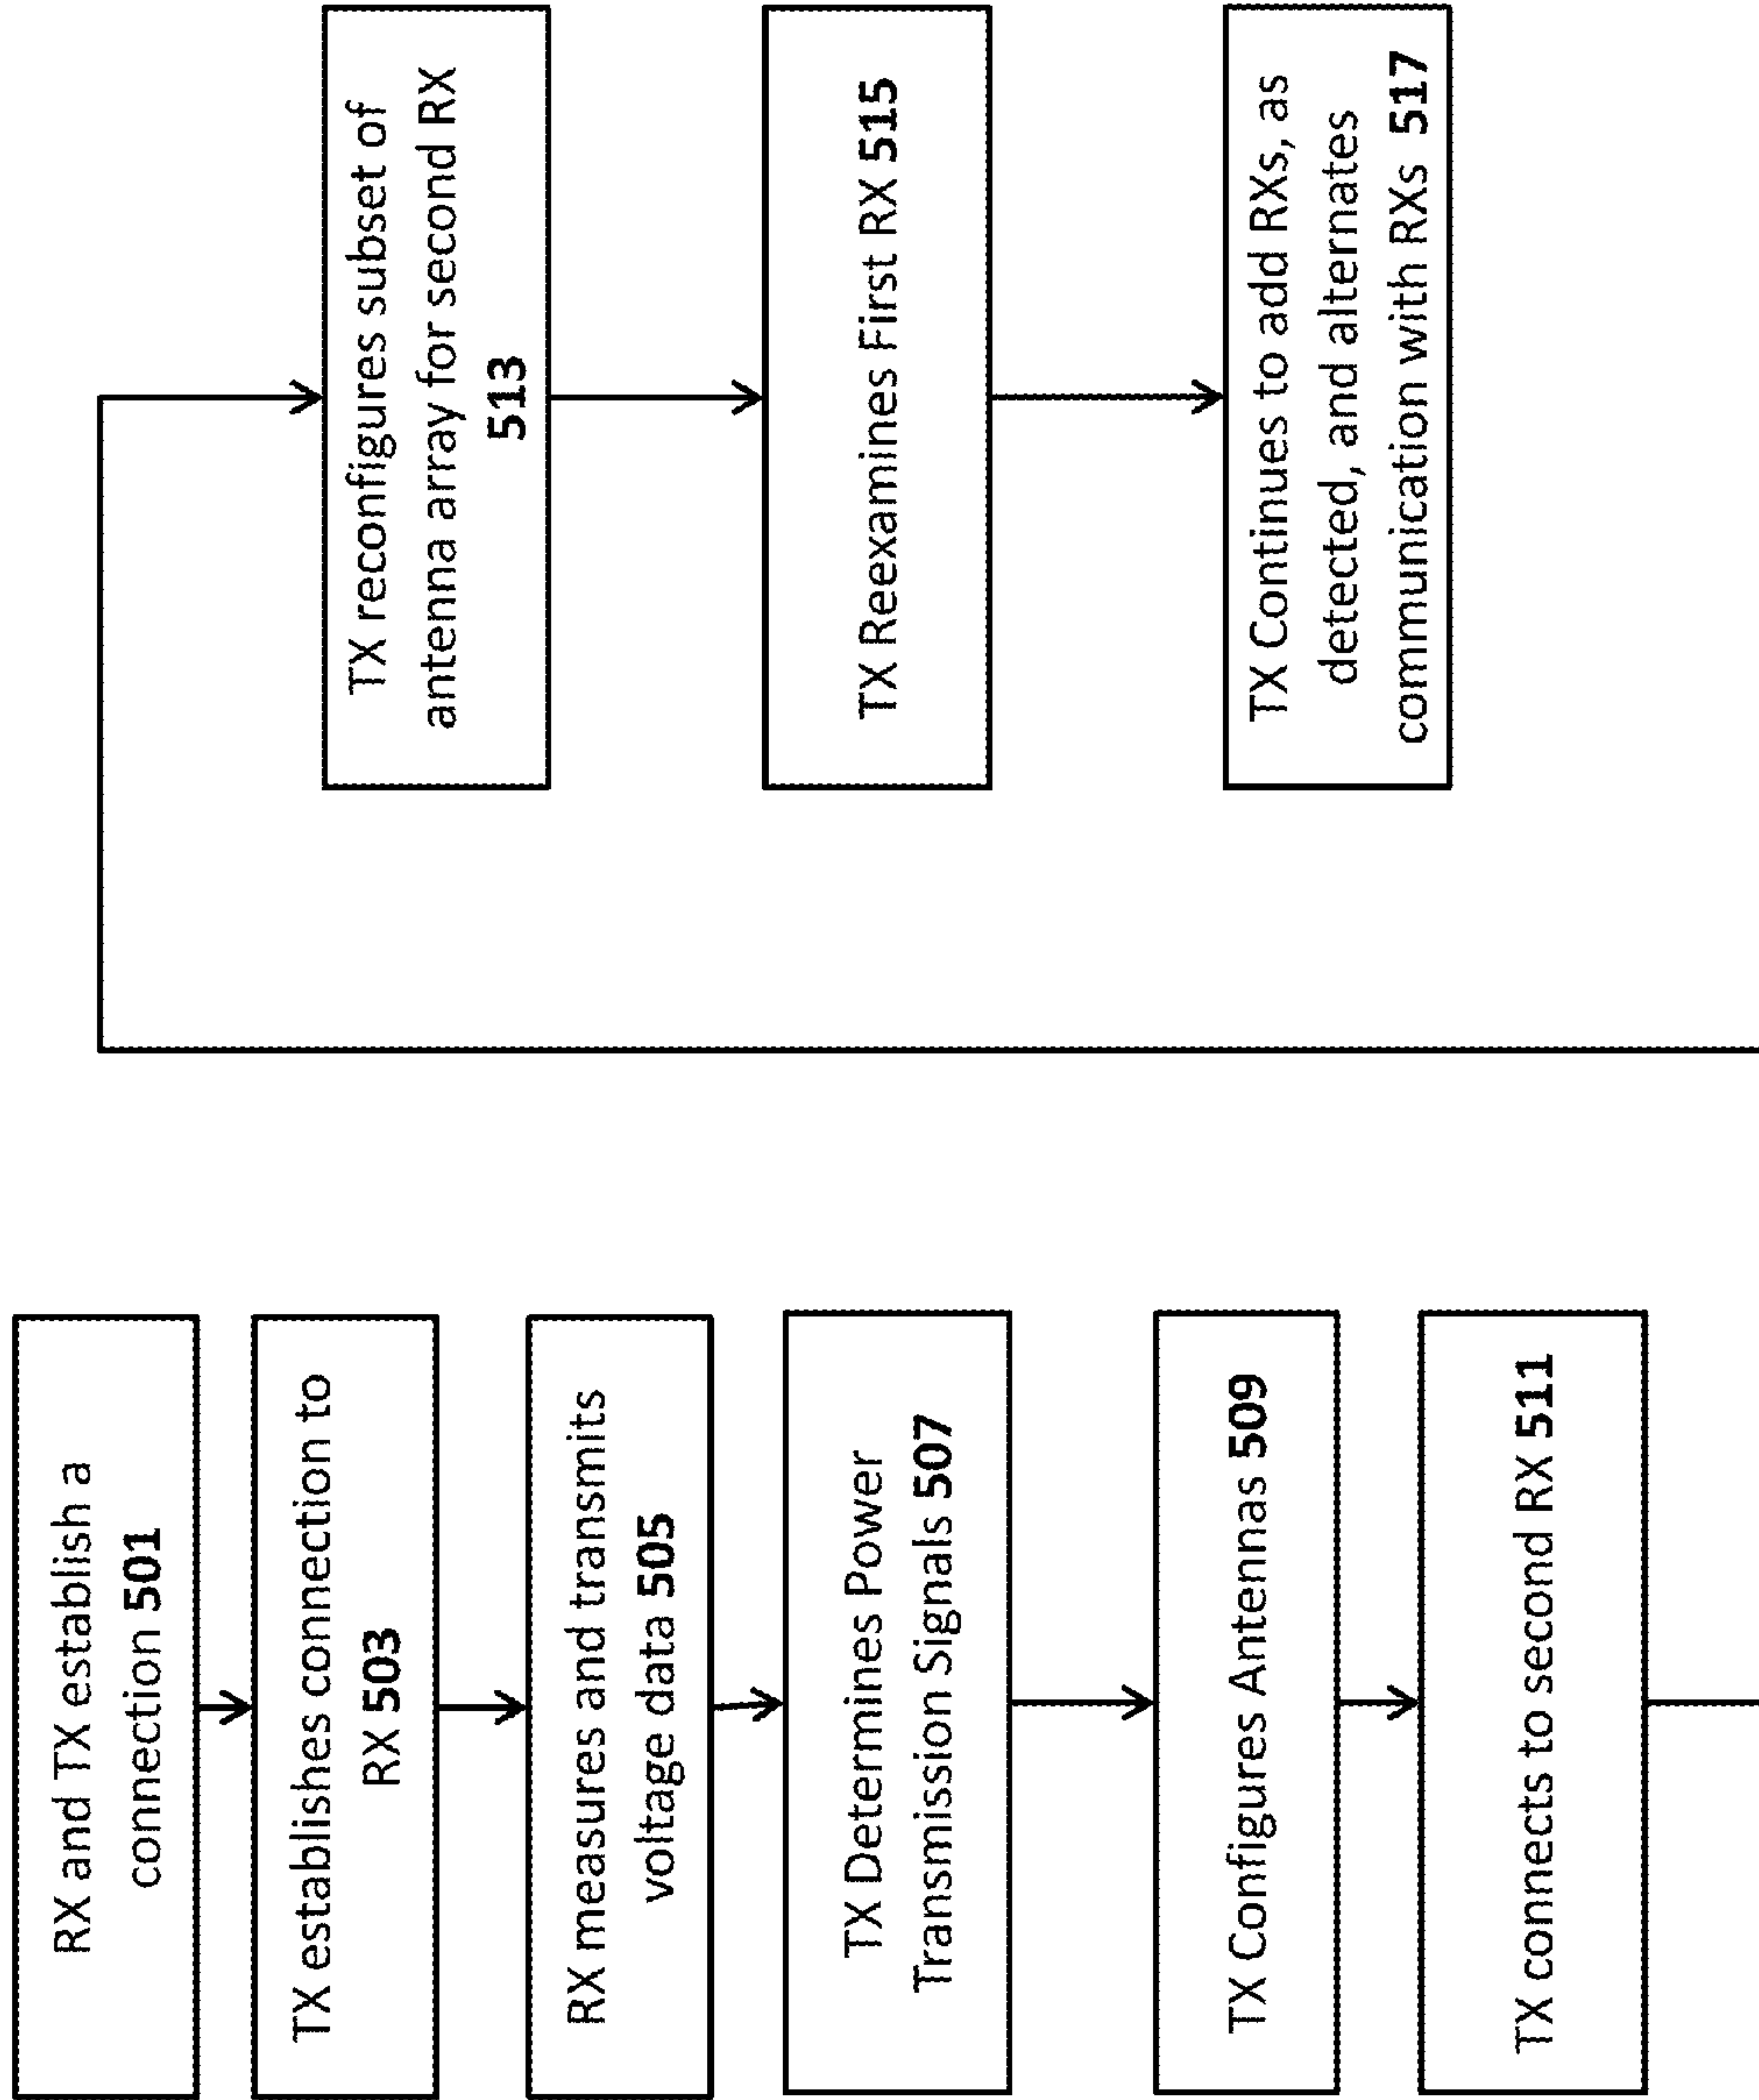 RX and TX establish a
connection 501
TX establishes connection to
RX 503
RX measures and transmits
voltage data 505
TX Determines Power
Transmission Signals 507
TX Configures Antennas 509
TX connects to second RX 511
TX reconfigures subset of
antenna array for second RX
513
TX Reexamines First RX 515
TX Continues to add RXs, as
detected, and alternates
communication with RXs 517